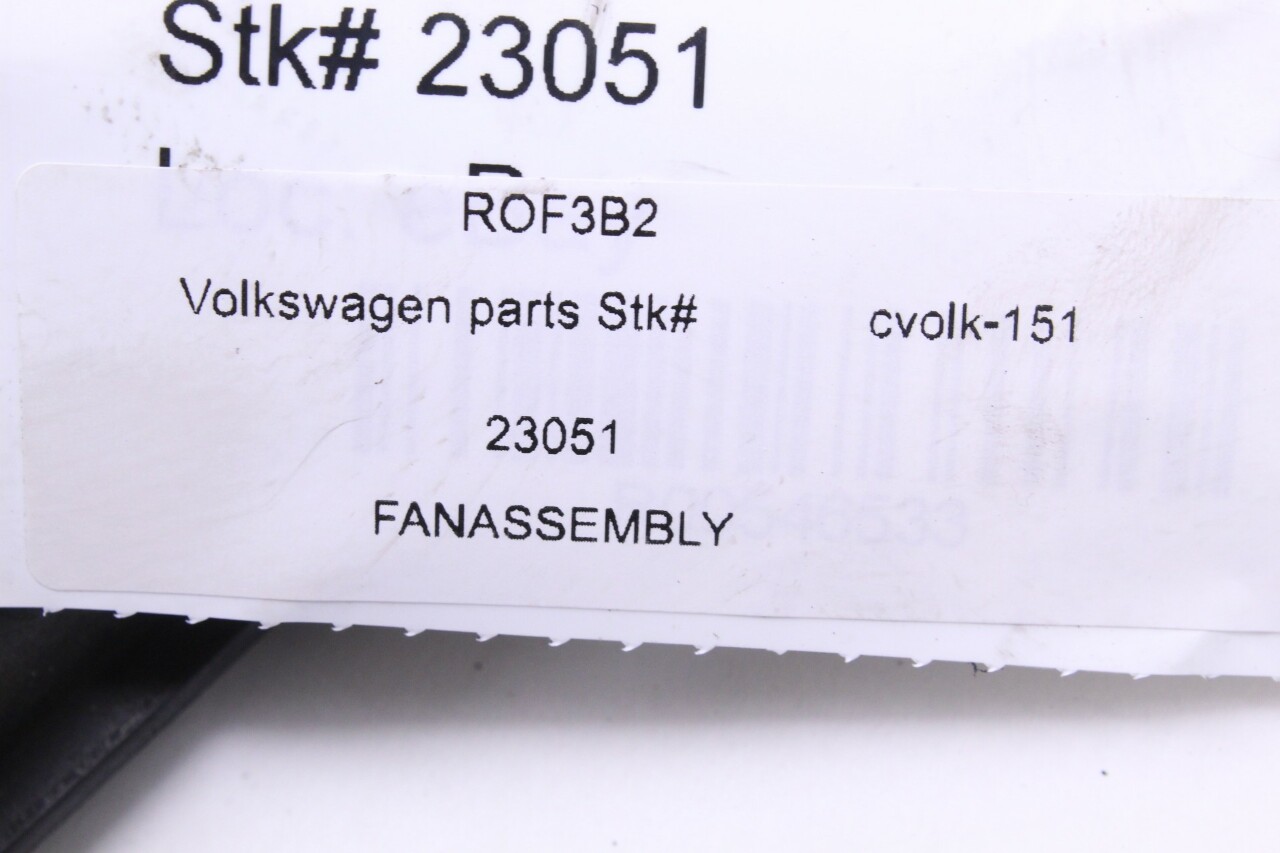 Stk# 23051
ROF3B2
Volkswagen parts Stk# cvolk-151
23051
FANASSEMBLY